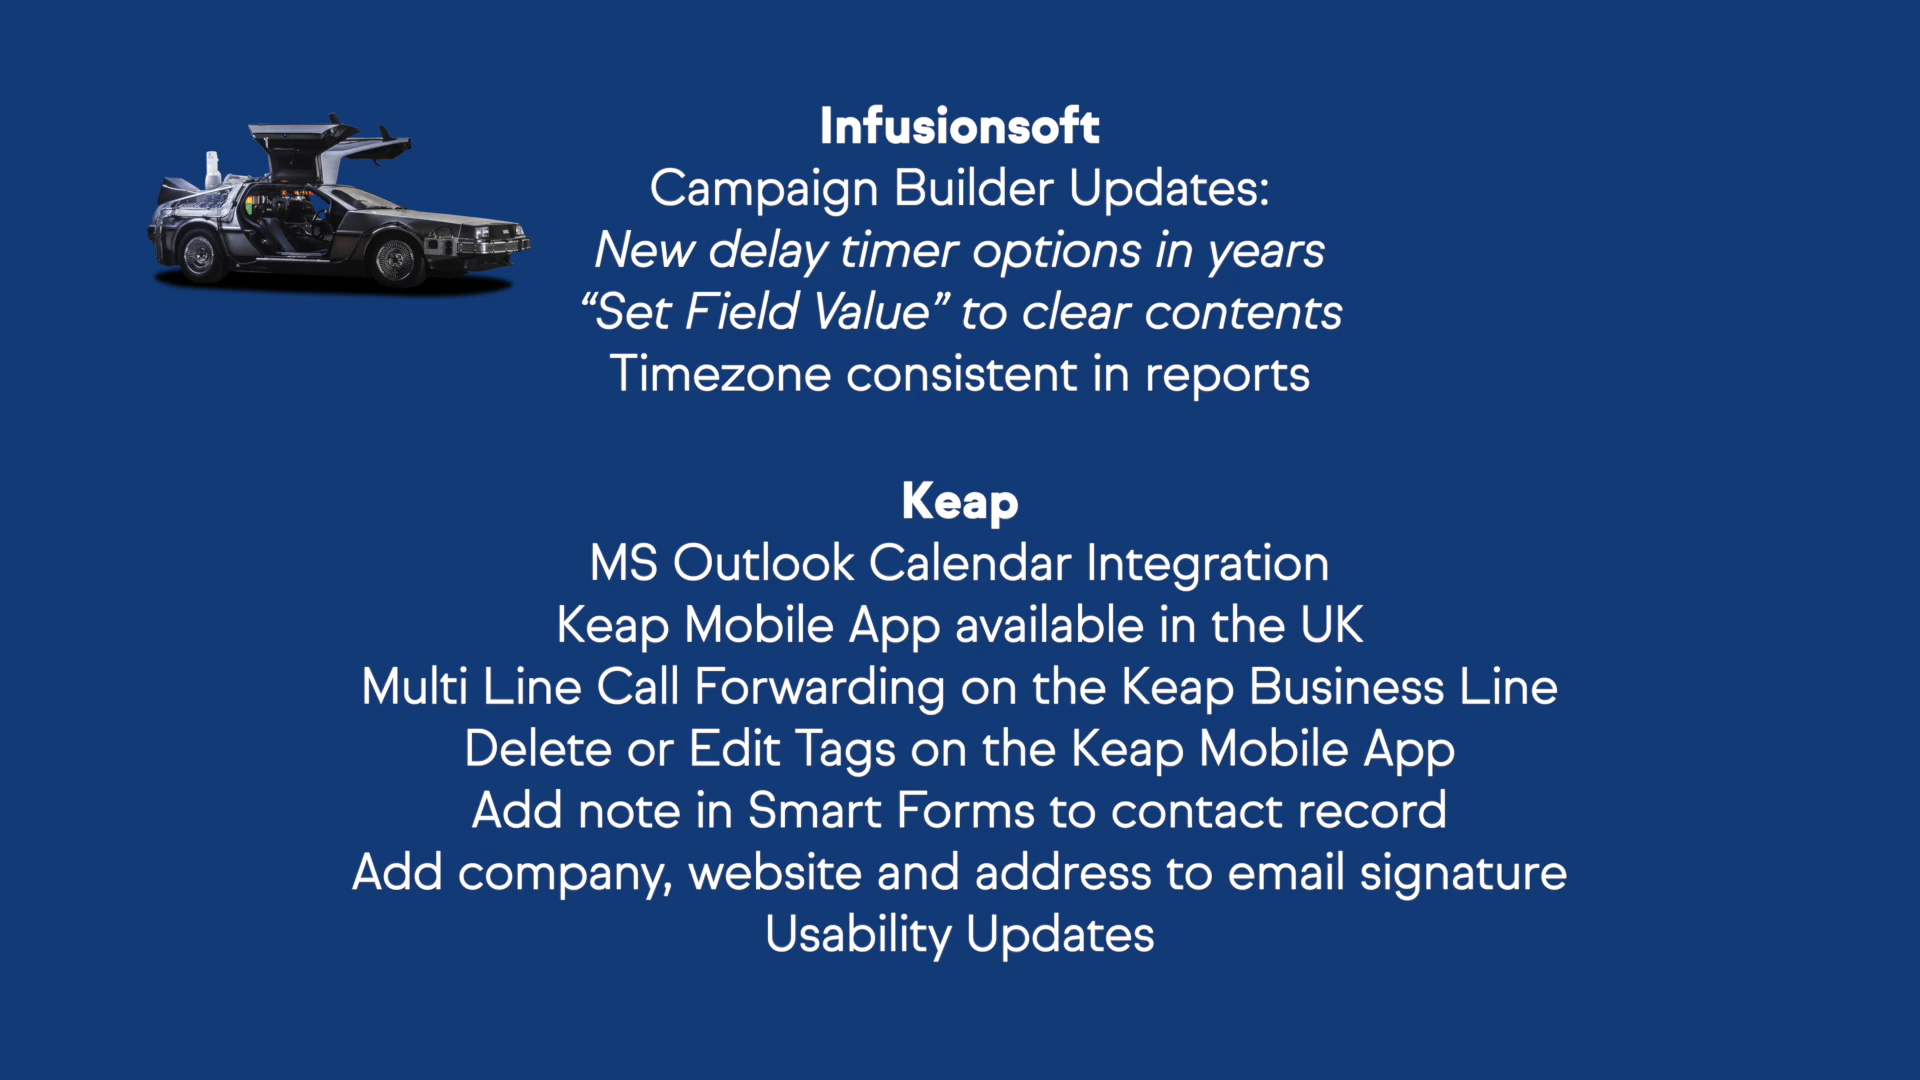 Infusionsoft
Campaign Builder Updates:
New delay timer options in years
“Set Field Value” to clear contents
Timezone consistent in reports
Keap
MS Outlook Calendar Integration
Keap Mobile App available in the UK
Multi Line Call Forwarding on the Keap Business Line
Delete or Edit Tags on the Keap Mobile App
Add note in Smart Forms to contact record
Add company, website and address to email signature
Usability Updates